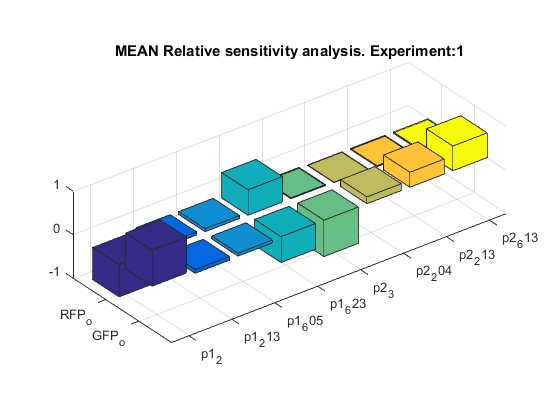 MEAN Relative sensitivity analysis. Experiment:1
1
0
-1
RFPₒ
GFPₒ
p1₂
p1₂13
p1₆05
p1₆23
p2₃
p2₂04
p2₂13
p2₆13